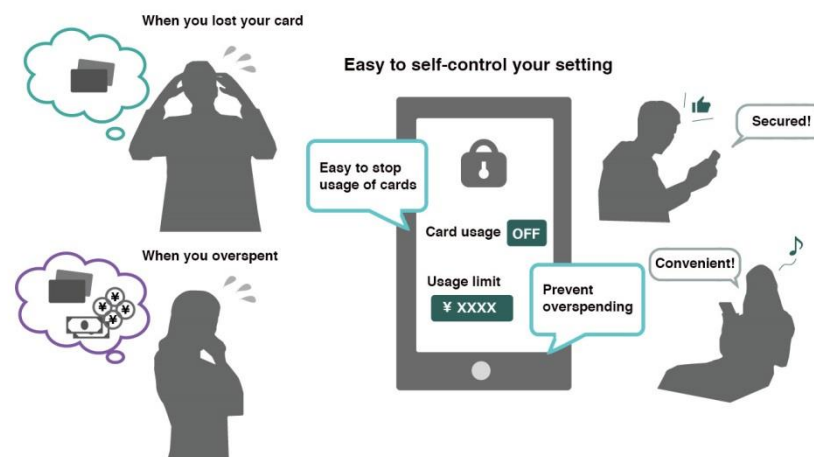 When you lost your card
When you overspent
¥
¥
¥
¥
Easy to self-control your setting
Easy to stop
usage of cards
Card usage OFF
Usage limit
¥ XXXX
Prevent
overspending
Secured!
Convenient!